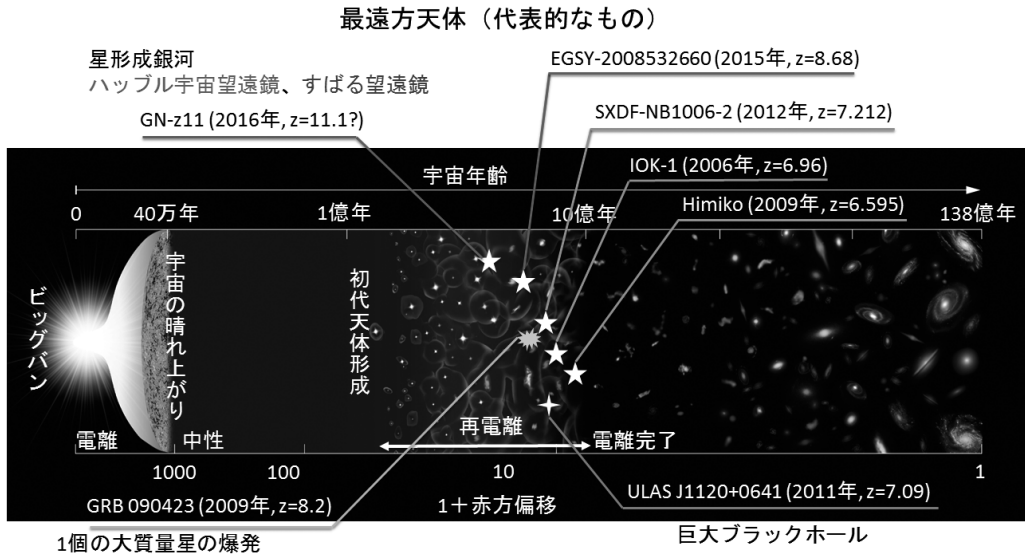 最遠方天体（代表的なもの）
星形成銀河
ハッブル宇宙望遠鏡、すばる望遠鏡
EGSY-2008532660 (2015年, z=8.68)
GN-z11 (2016年, z=11.1?)
SXDF-NB1006-2 (2012年, z=7.212)
IOK-1 (2006年, z=6.96)
宇宙年齢
Himiko (2009年, z=6.595)
0
40万年
1億年
10億年
138億年
ビッグバン
宇宙の晴れ上がり
初代天体形成
電離
中性
再電離
電離完了
1000
100
10
1
1＋赤方偏移
GRB 090423 (2009年, z=8.2)
1個の大質量星の爆発
ULAS J1120+0641 (2011年, z=7.09)
巨大ブラックホール